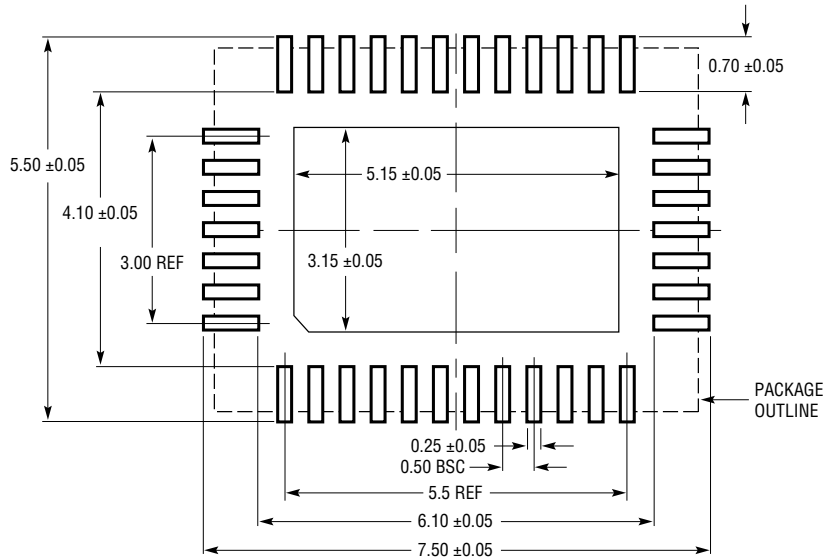 0.70 ±0.05
5.50 ±0.05
5.15 ±0.05
4.10 ±0.05
3.00 REF
3.15 ±0.05
PACKAGE
OUTLINE
0.25 ±0.05
0.50 BSC
5.5 REF
6.10 ±0.05
7.50 ±0.05